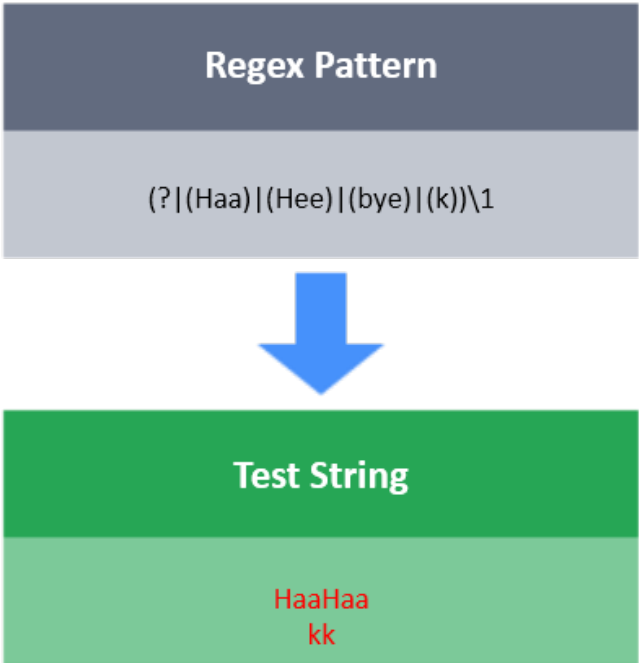 Regex Pattern
(?|(Haa)|(Hee)|(bye)|(k))\1
Test String
HaaHaa
kk